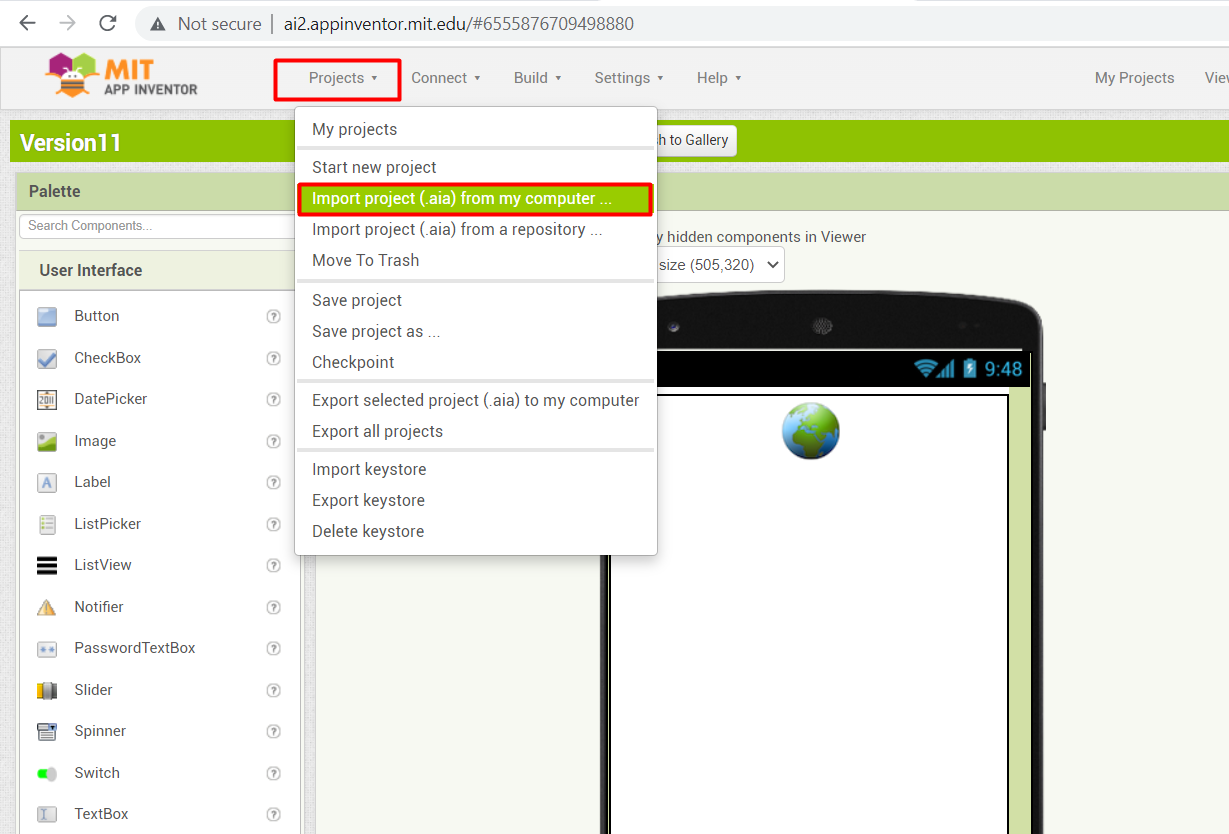 Not secure | ai2.appinventor.mit.edu/#6555876709498880
MIT
APP INVENTOR
Projects
Connect
Build
Settings
Help
My Projects
Version11
h to Gallery
My projects
Start new project
Import project (.aia) from my computer ...
Import project (.aia) from a repository ...
Move To Trash
Save project
Save project as ...
Checkpoint
Export selected project (.aia) to my computer
Export all projects
Import keystore
Export keystore
Delete keystore
Palette
Search Components...
User Interface
Button
CheckBox
DatePicker
Image
Label
ListPicker
ListView
Notifier
PasswordTextBox
Slider
Spinner
Switch
TextBox
y hidden components in Viewer
size (505,320)
9:48